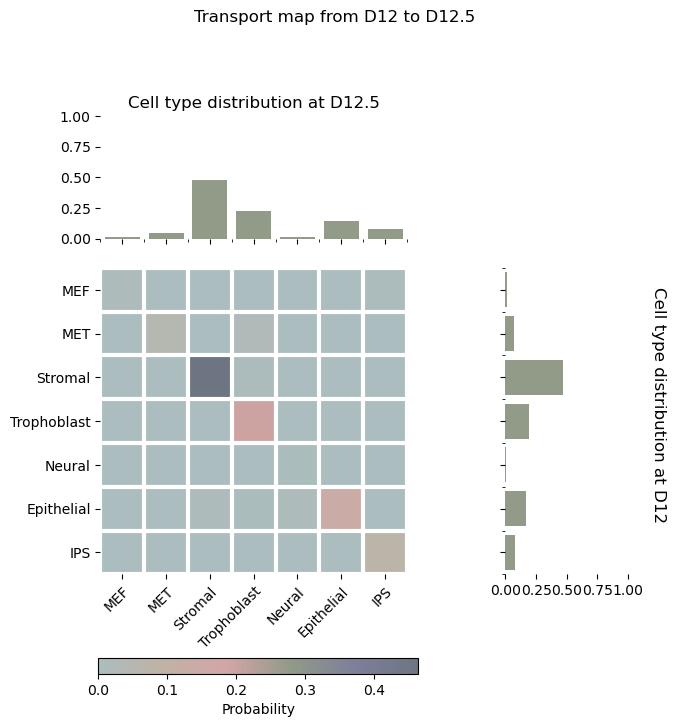 Transport map from D12 to D12.5
Cell type distribution at D12.5
1.00
0.75
0.50
0.25
0.00
MEF
MET
Stromal
Trophoblast
Neural
Epithelial
IPS
MEF
MET
Stromal
Trophoblast
Neural
Epithelial
IPS
Cell type distribution at D12
0.00 0.25 0.50 0.75 1.00
0.0 0.1 0.2 0.3 0.4
Probability